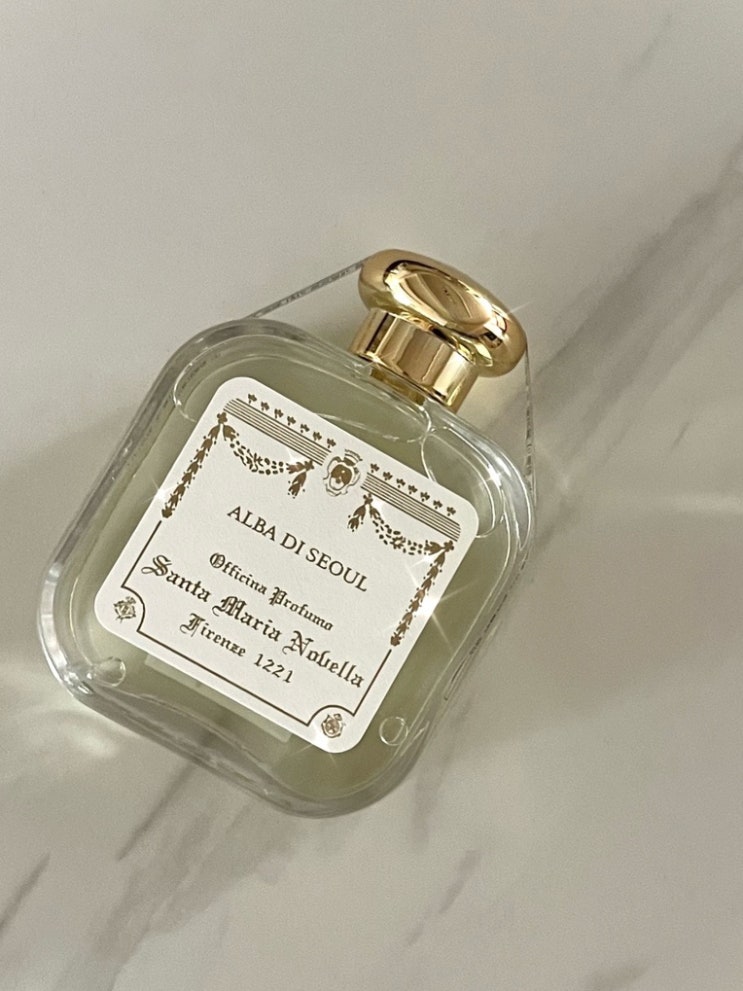 ALBA DI SEOUL
Officina Profumo
Santa Maria Novella
Firenze 1221